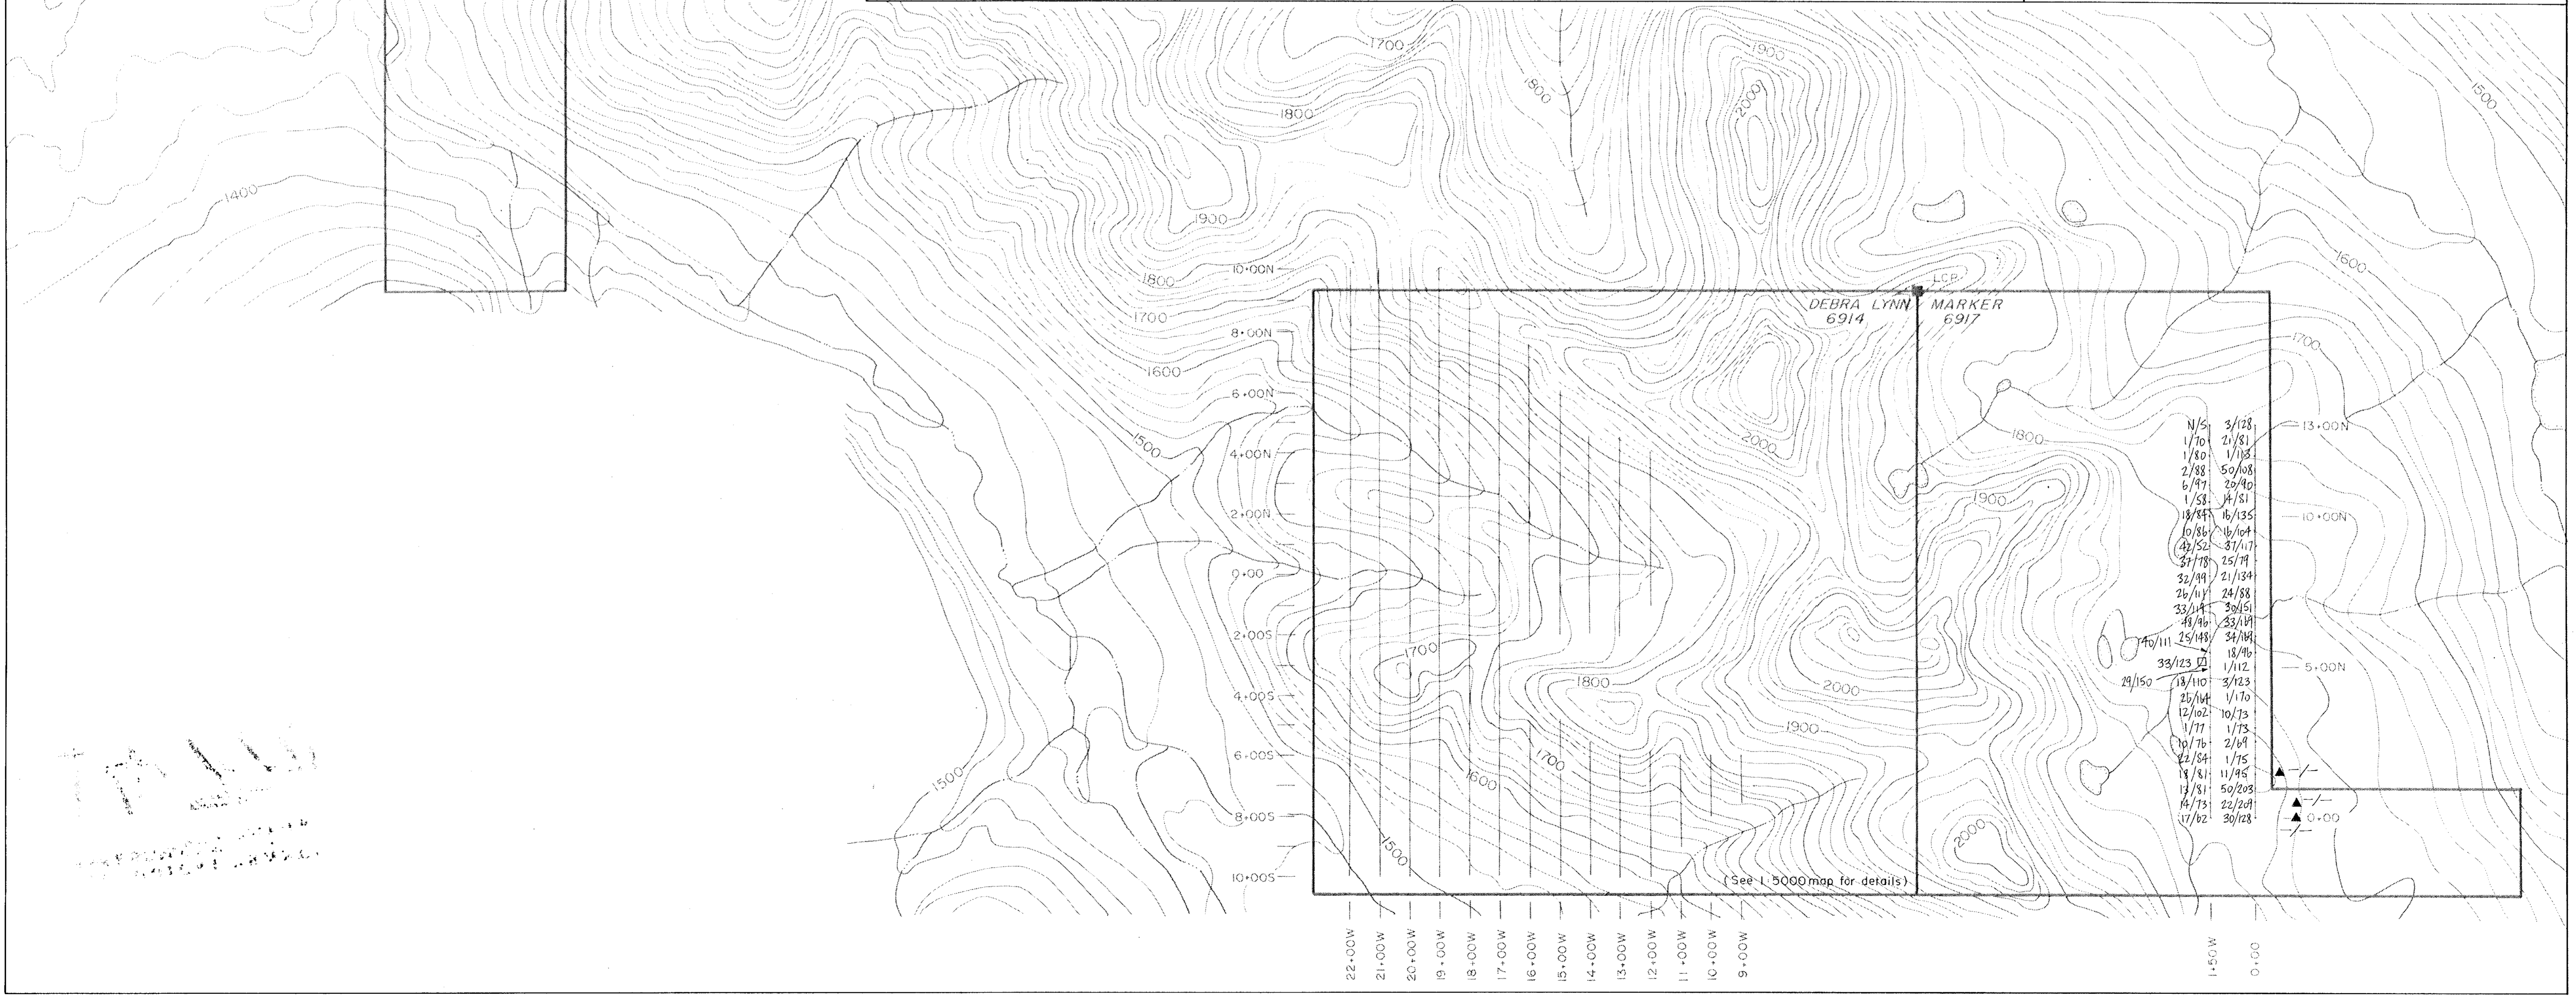 1700
1900
2000
1800
1500
1800
1400
1900
1600
10+00N
1800
LCP
DEBRA LYNN MARKER
6914 6917
1700
8+00N
1700
1600
6+00N
2000
1800
N/S 3/128 13+00N
1/70 21/81
1500
4+00N
1/80 1/113
2/88 50/108
6/97 20/90
1900
1/58 14/81
2+00N
18/84 16/135 10+00N
10/86 16/104
42/52 37/117
37/78 25/79
0+00
32/99 21/134
26/111 24/88
33/119 30/151
2+00S
48/96 33/169
25/148 34/169
40/111
1700
18/96
33/123 1/112 5+00N
1800
29/150 18/110 3/123
2000
4+00S
26/164 1/170
12/102 10/73
1900
1/77 1/73
10/76 2/69
6+00S
1700
22/84 1/75
1500
1600
18/81 11/95 -/-
13/81 50/203
14/73 22/209 -/-
8+00S
17/62 30/128 0+00
-/-
2000
1500
10+00S
(See 1:5000 map for details)
22+00W
21+00W
20+00W
19+00W
18+00W
17+00W
16+00W
15+00W
14+00W
13+00W
12+00W
11+00W
10+00W
9+00W
1+50W
0+00